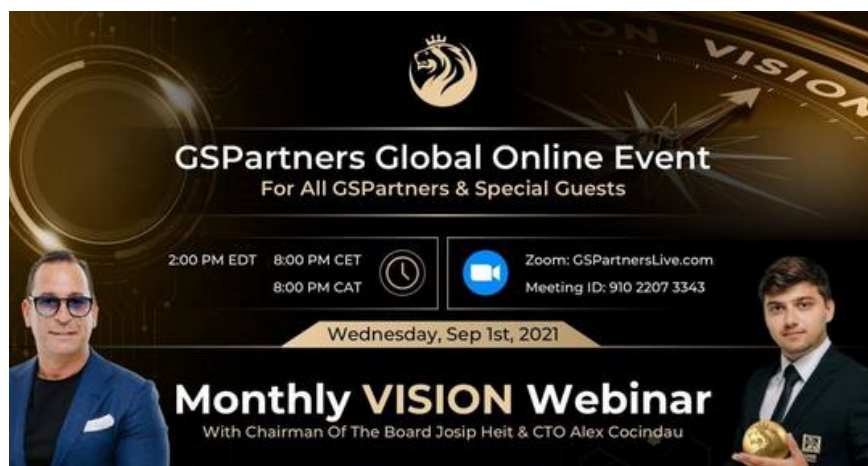 VISION
GSPartners Global Online Event
For All GSPartners & Special Guests
2:00 PM EDT 8:00 PM CET
8:00 PM CAT
Zoom: GSPartnersLive.com
Meeting ID: 910 2207 3343
Wednesday, Sep 1st, 2021
Monthly VISION Webinar
With Chairman Of The Board Josip Heit & CTO Alex Cocindau